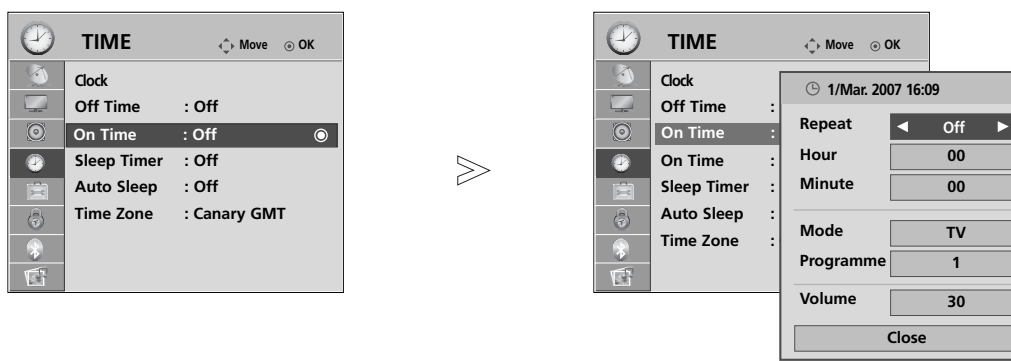 TIME Move OK
Clock
Off Time : Off
On Time : Off
Sleep Timer : Off
Auto Sleep : Off
Time Zone : Canary GMT
TIME Move OK
Clock
Off Time :
On Time :
On Time :
Sleep Timer :
Auto Sleep :
Time Zone :
1/Mar. 2007 16:09
Repeat ◀ Off ▶
Hour 00
Minute 00
Mode TV
Programme 1
Volume 30
Close